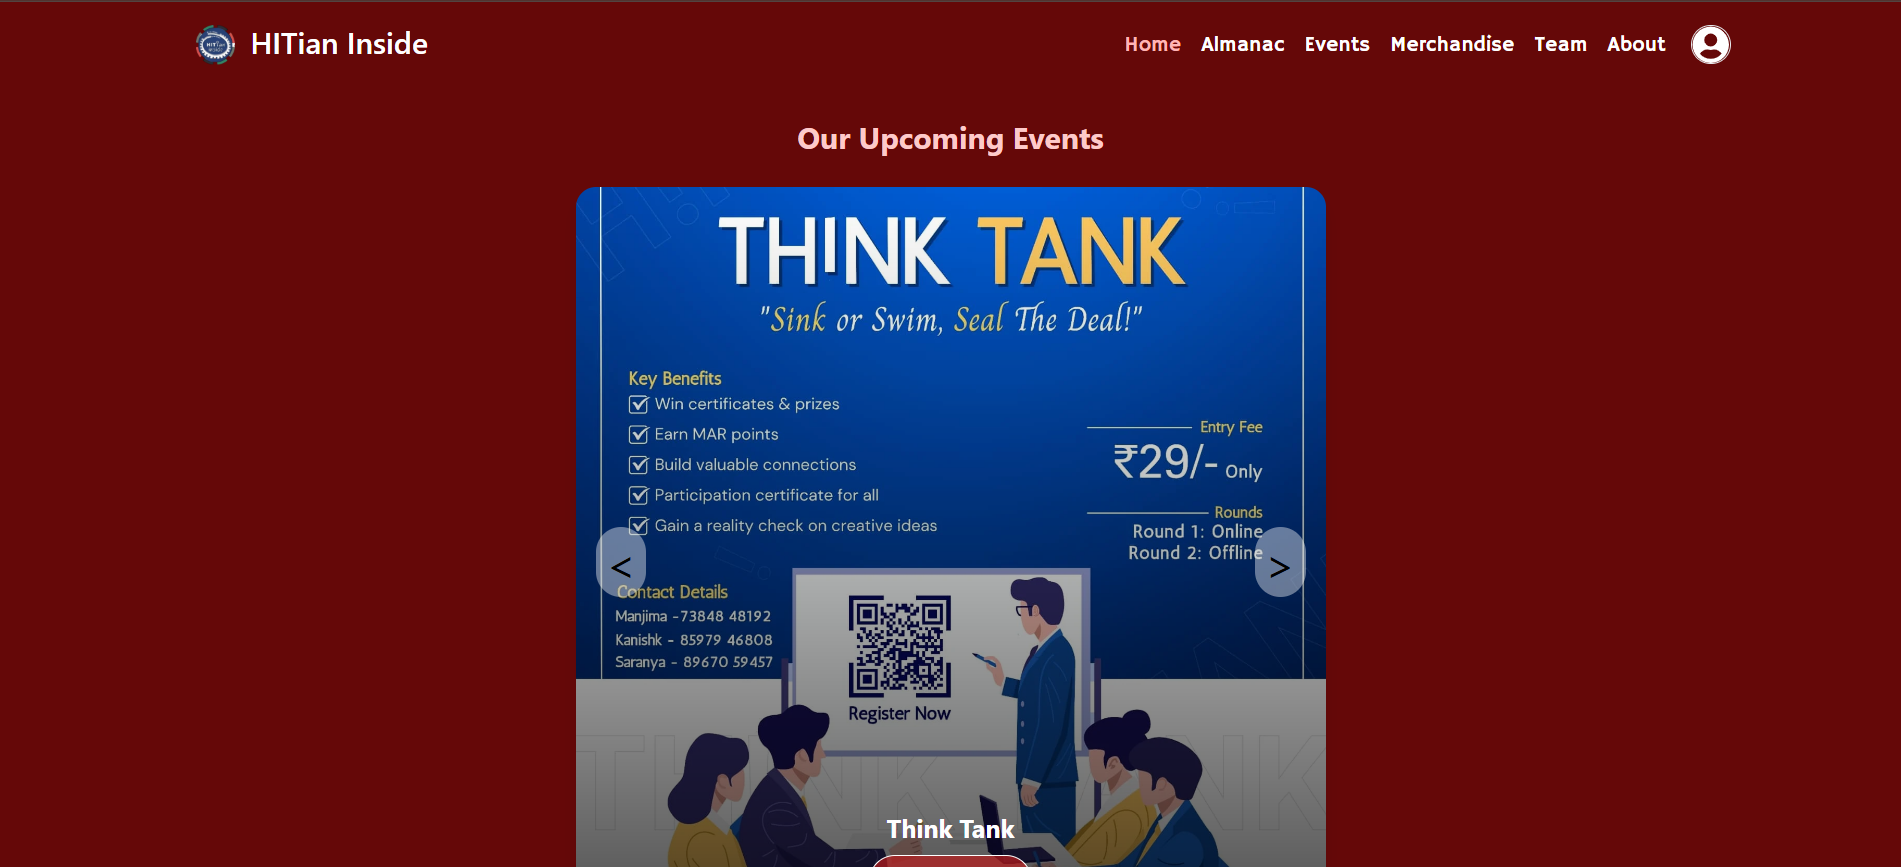 HITian Inside
Home Almanac Events Merchandise Team About
Our Upcoming Events
THINK TANK
"Sink or Swim, Seal The Deal!"
Key Benefits
Win certificates & prizes
Earn MAR points
Build valuable connections
Participation certificate for all
Gain a reality check on creative ideas
Entry Fee
₹29/- Only
Rounds
Round 1: Online
Round 2: Offline
<
>
Contact Details
Manjima -73848 48192
Kanishk - 85979 46808
Saranya - 89670 59457
Register Now
THINK TANK
Think Tank